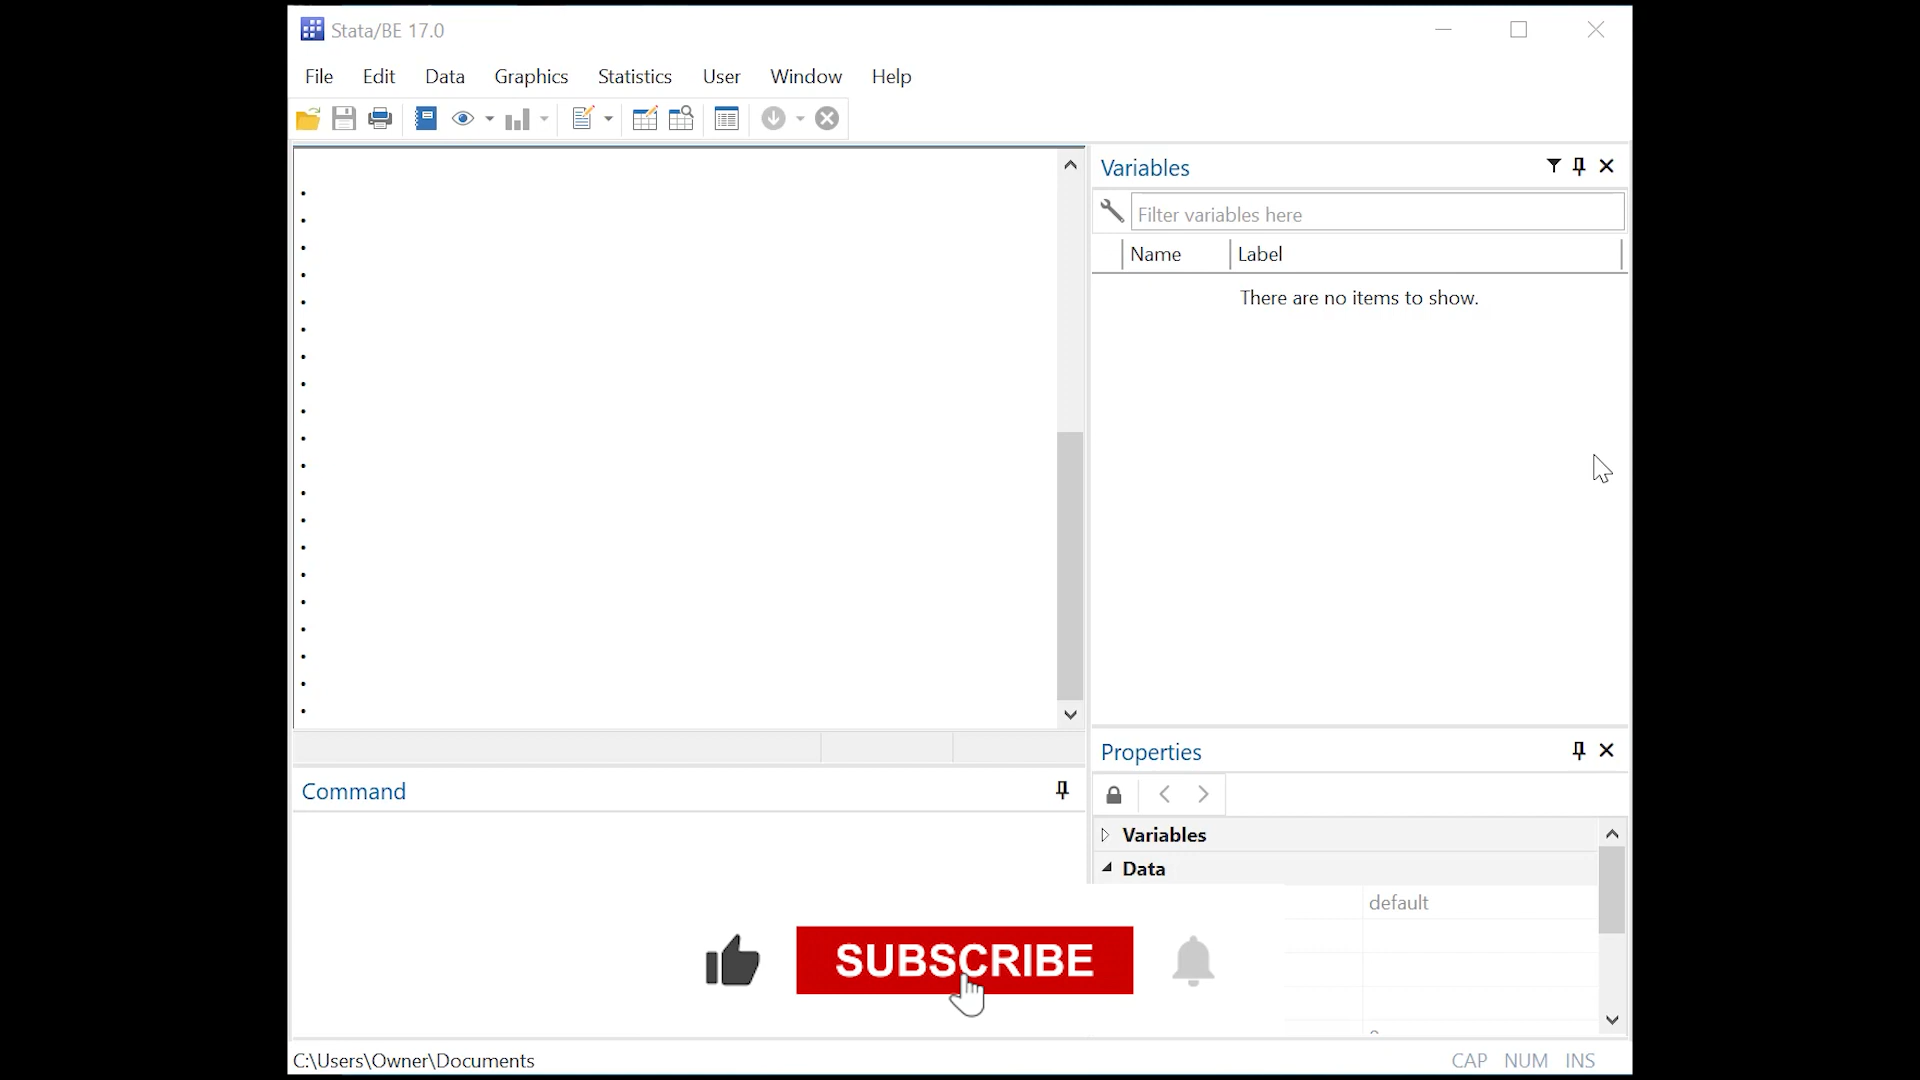 Stata/BE 17.0
File Edit Data Graphics Statistics User Window Help
Variables
Filter variables here
Name Label
There are no items to show.
Properties
Command
Variables
Data
default
SUBSCRIBE
C:\Users\Owner\Documents
CAP NUM INS